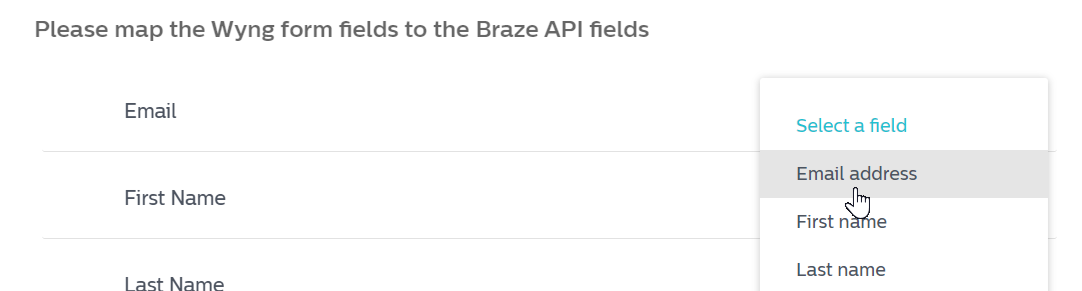 Please map the Wyng form fields to the Braze API fields
Email
Select a field
Email address
First Name
First name
Last name
Last Name